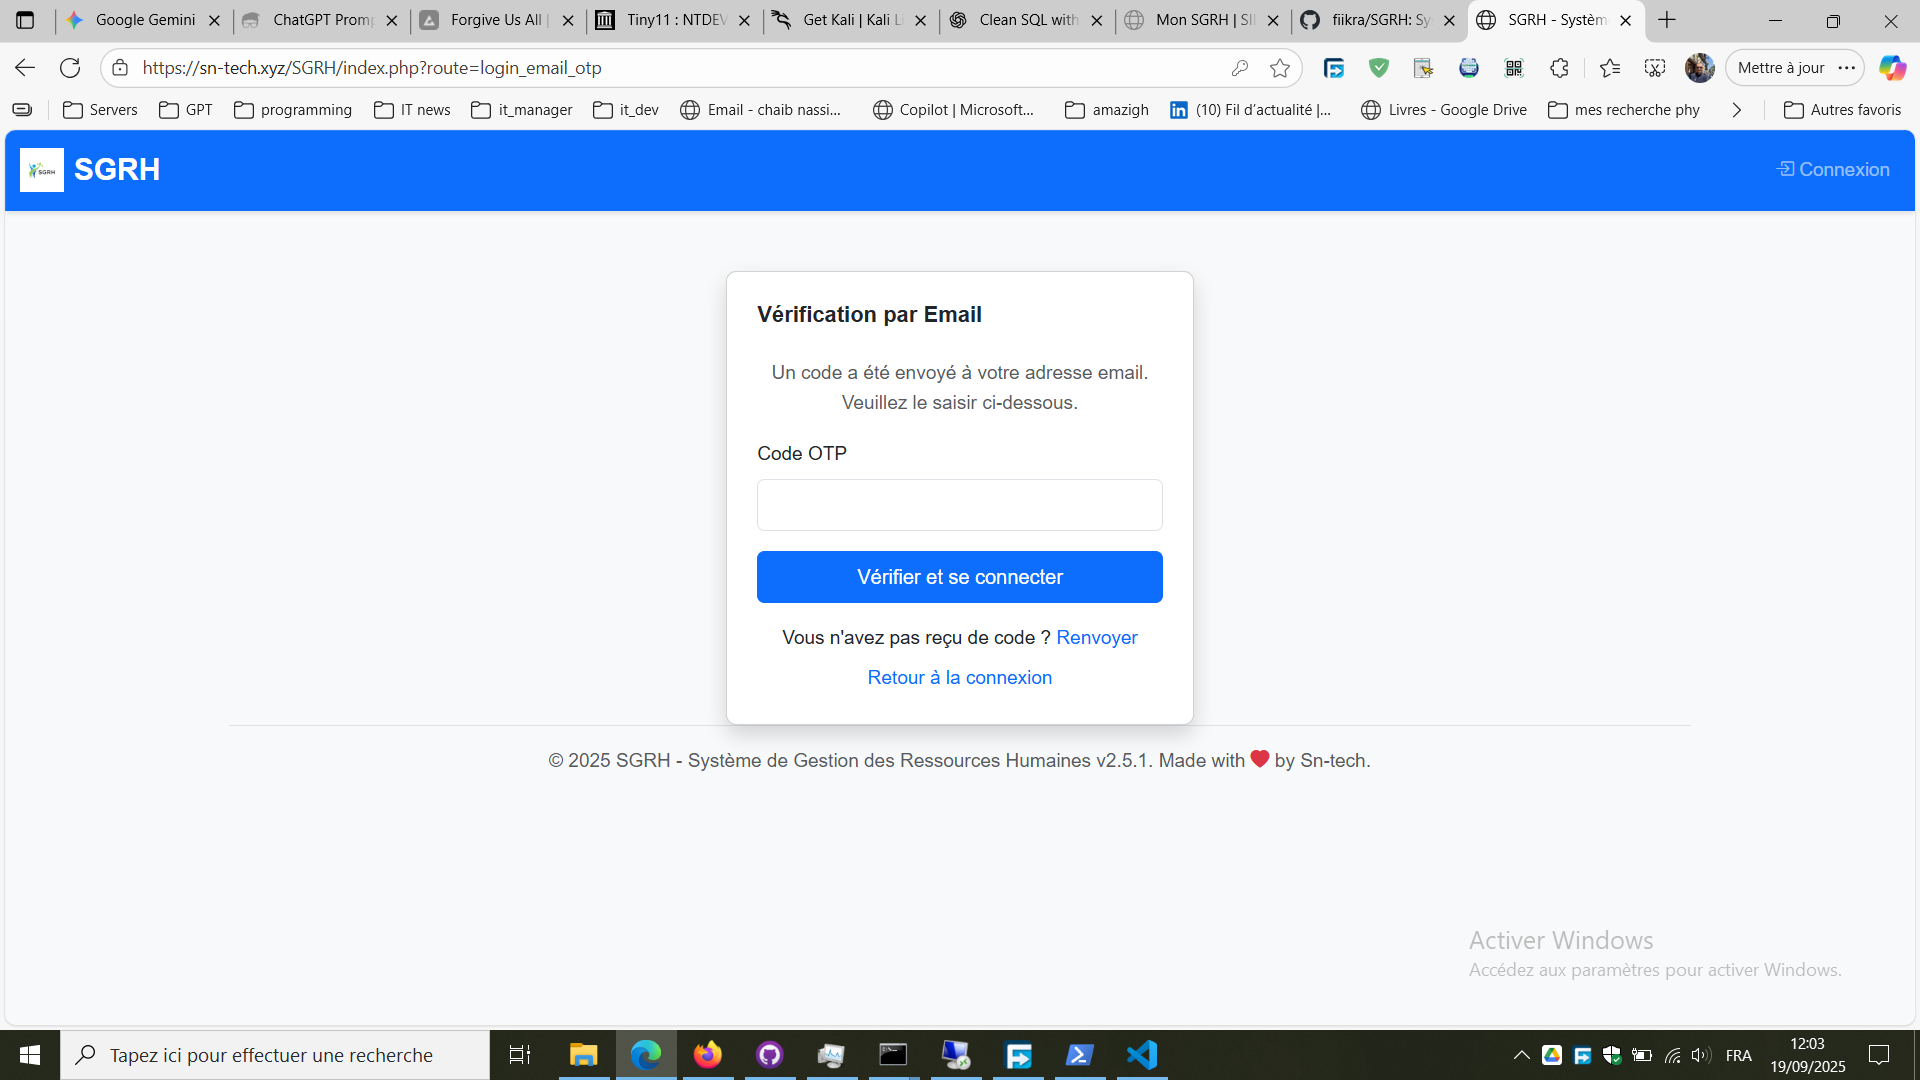 Google Gemini
ChatGPT Promp
Forgive Us All |
Tiny11 : NTDEV
Get Kali | Kali Li
Clean SQL with
Mon SGRH | SII
fiikra/SGRH: Sy
SGRH - Systèm
https://sn-tech.xyz/SGRH/index.php?route=login_email_otp
Mettre à jour
Servers
GPT
programming
IT news
it_manager
it_dev
Email - chaib nassi...
Copilot | Microsoft...
amazigh
(10) Fil d’actualité |...
Livres - Google Drive
mes recherche phy
Autres favoris
SGRH
SGRH
Connexion
Vérification par Email
Un code a été envoyé à votre adresse email.
Veuillez le saisir ci-dessous.
Code OTP
Vérifier et se connecter
Vous n'avez pas reçu de code ? Renvoyer
Retour à la connexion
© 2025 SGRH - Système de Gestion des Ressources Humaines v2.5.1. Made with ❤ by Sn-tech.
Activer Windows
Accédez aux paramètres pour activer Windows.
Tapez ici pour effectuer une recherche
FRA
12:03
19/09/2025